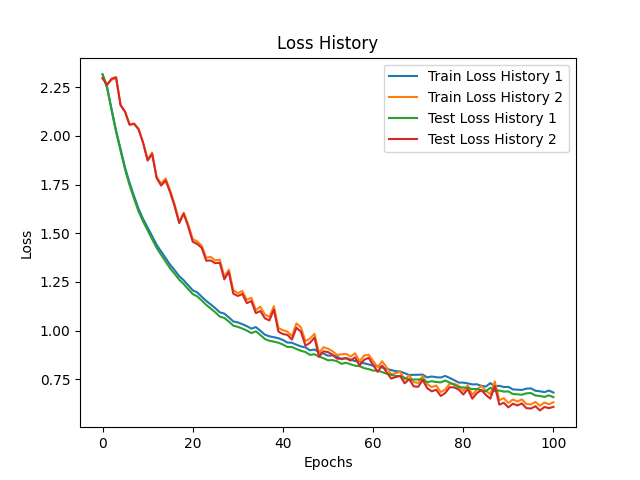 Loss History
Train Loss History 1
Train Loss History 2
Test Loss History 1
Test Loss History 2
Loss
2.25
2.00
1.75
1.50
1.25
1.00
0.75
0 20 40 60 80 100
Epochs